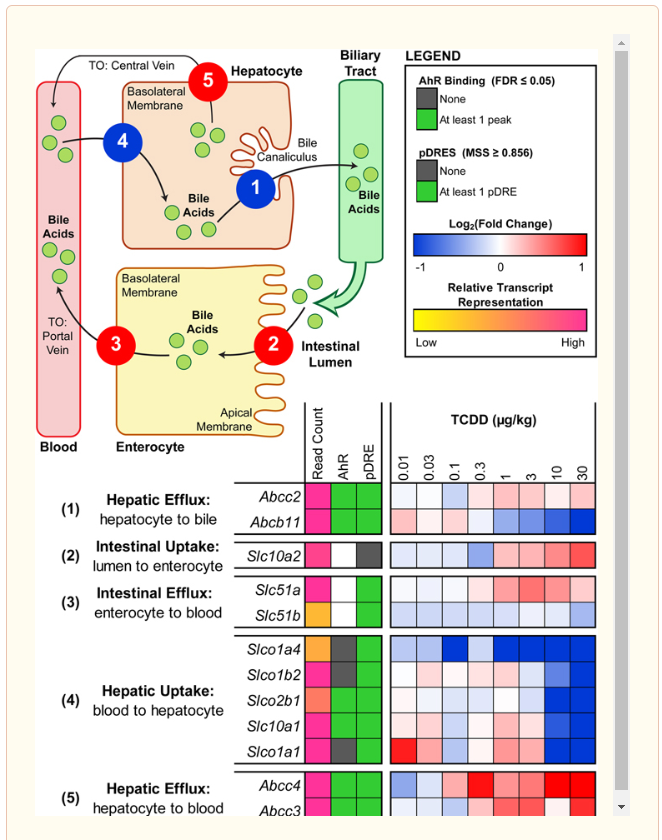 TO: Central Vein
5
Hepatocyte
Basolateral
Membrane
4
Bile
Canaliculus
1
Bile
Acids
Biliary
Tract
Bile
Acids
LEGEND
AhR Binding (FDR ≤ 0.05)
None
At least 1 peak
pDRES (MSS ≥ 0.856)
None
At least 1 pDRE
Log₂(Fold Change)
-1 0 1
Relative Transcript
Representation
Low High
Bile
Acids
TO:
Portal
Vein
Blood
Basolateral
Membrane
Bile
Acids
3
2
Intestinal
Lumen
Apical
Membrane
Enterocyte
Read Count
AhR
pDRE
TCDD (µg/kg)
0.01 0.03 0.1 0.3 1 3 10 30
(1) Hepatic Efflux:
hepatocyte to bile
Abcc2
Abcb11
(2) Intestinal Uptake:
lumen to enterocyte
Slc10a2
(3) Intestinal Efflux:
enterocyte to blood
Slc51a
Slc51b
(4) Hepatic Uptake:
blood to hepatocyte
Slco1a4
Slco1b2
Slco2b1
Slc10a1
Slco1a1
(5) Hepatic Efflux:
hepatocyte to blood
Abcc4
Abcc3